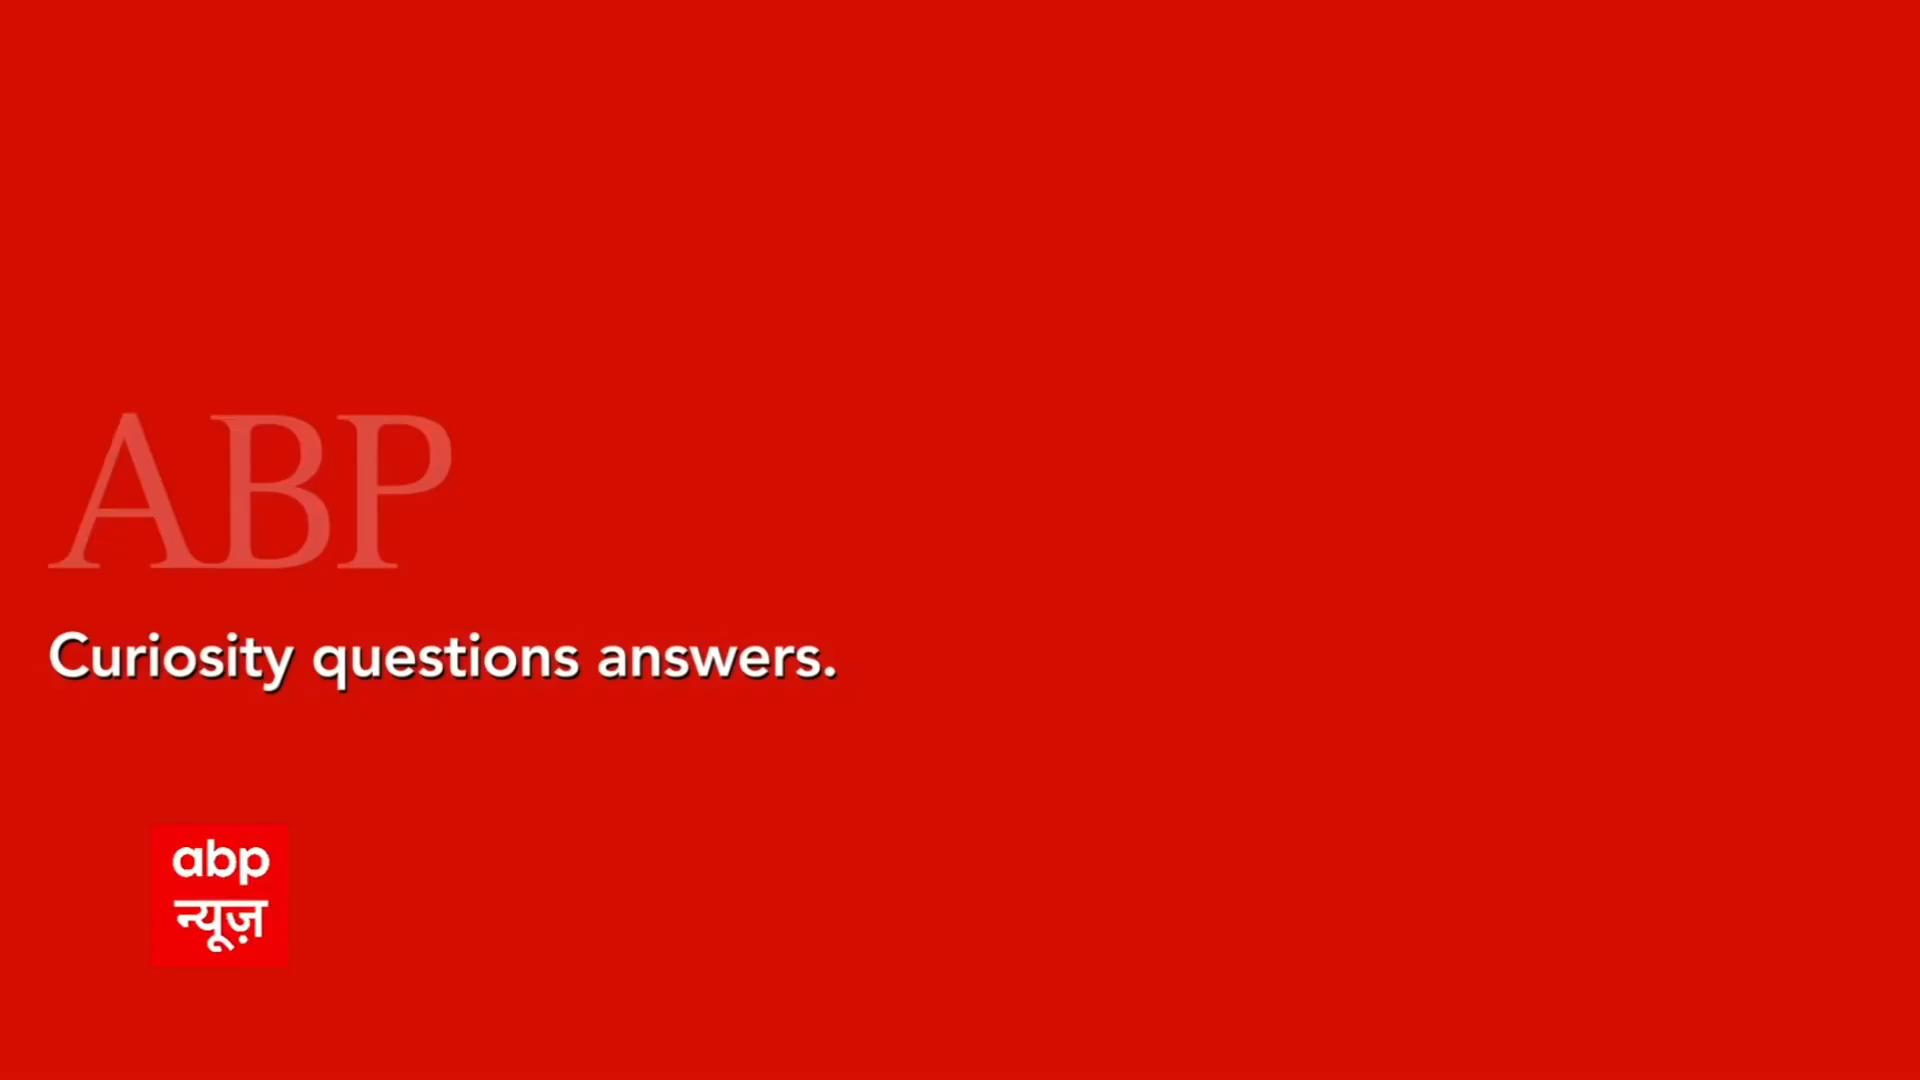 ABP
Curiosity questions answers.
abp
न्यूज़